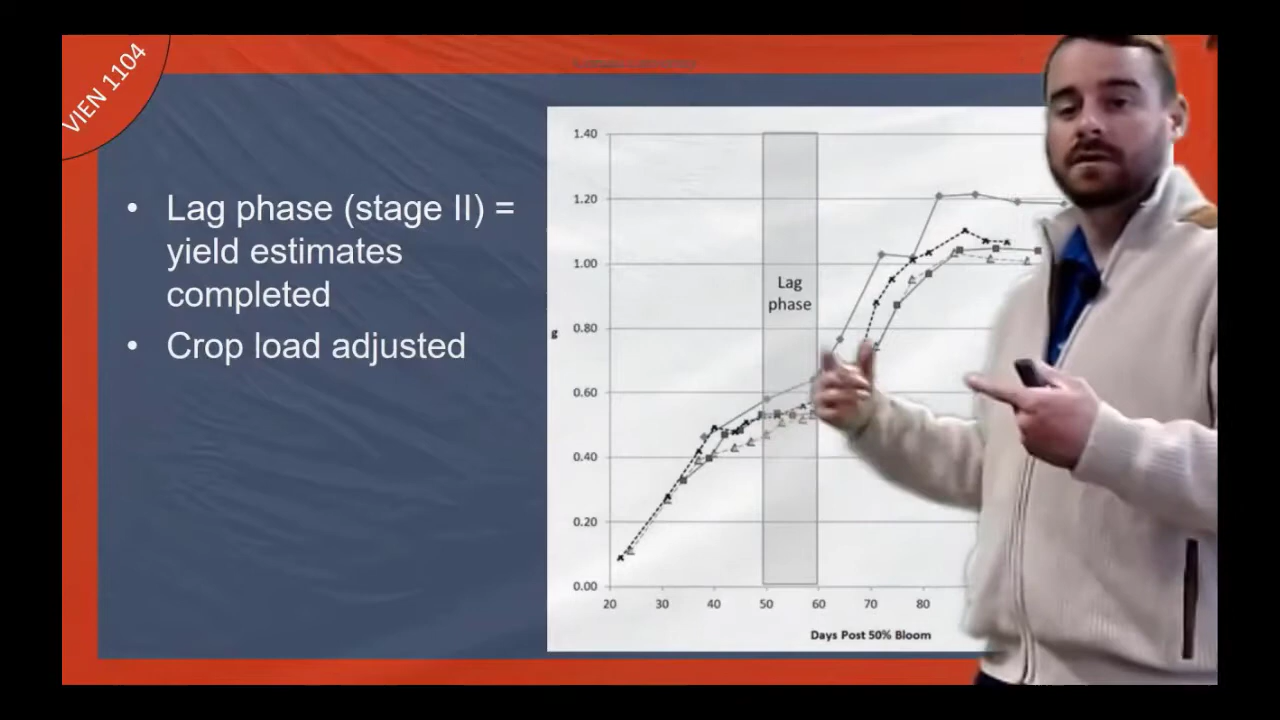 VIEN 1104
• Lag phase (stage II) =
yield estimates
completed
• Crop load adjusted
1.40
1.20
1.00
0.80
0.60
0.40
0.20
0.00
g
Lag
phase
20 30 40 50 60 70 80
Days Post 50% Bloom